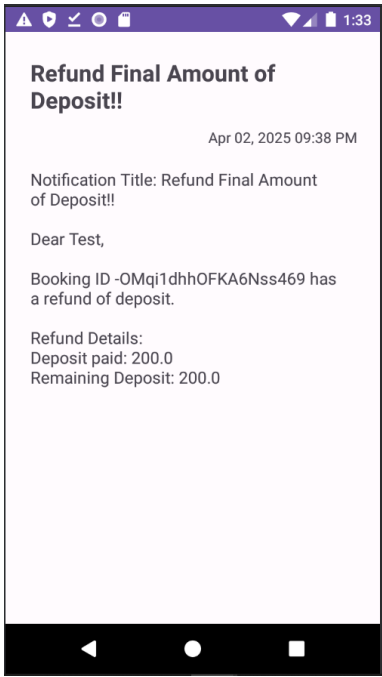 1:33
Refund Final Amount of
Deposit!!
Apr 02, 2025 09:38 PM
Notification Title: Refund Final Amount
of Deposit!!
Dear Test,
Booking ID -OMqi1dhhOFKA6Nss469 has
a refund of deposit.
Refund Details:
Deposit paid: 200.0
Remaining Deposit: 200.0